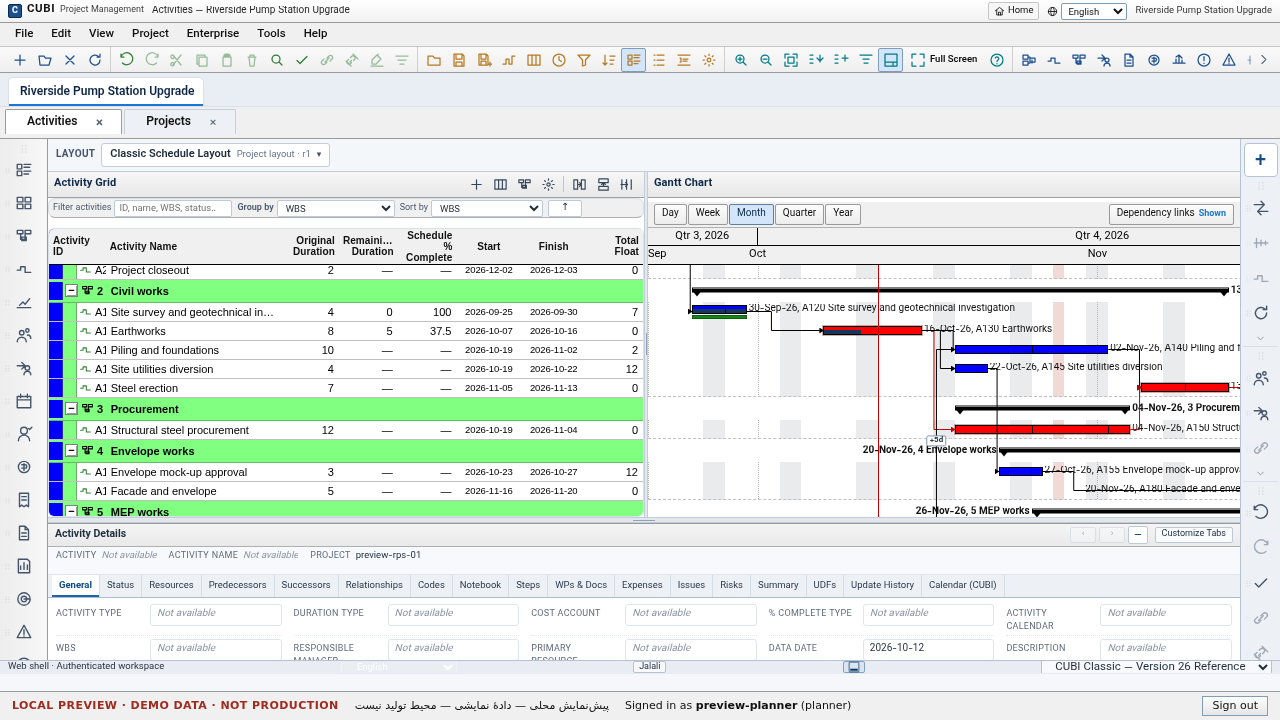 CUBI Project Management Activities — Riverside Pump Station Upgrade Home English Riverside Pump Station Upgrade
File Edit View Project Enterprise Tools Help
Full Screen
Riverside Pump Station Upgrade
Activities × Projects ×
LAYOUT Classic Schedule Layout Project layout · r1
Activity Grid
Filter activities ID, name, WBS, status.. Group by WBS Sort by WBS ↑
Activity ID Activity Name Original Duration Remaini… Duration Schedule % Complete Start Finish Total Float
A1 Project closeout 2 — — 2026-12-02 2026-12-03 0
2 Civil works
A1 Site survey and geotechnical in… 4 0 100 2026-09-25 2026-09-30 7
A1 Earthworks 8 5 37.5 2026-10-07 2026-10-16 0
A1 Piling and foundations 10 — — 2026-10-19 2026-11-02 2
A1 Site utilities diversion 4 — — 2026-10-19 2026-10-22 12
A1 Steel erection 7 — — 2026-11-05 2026-11-13 0
3 Procurement
A1 Structural steel procurement 12 — — 2026-10-19 2026-11-04 0
4 Envelope works
A1 Envelope mock-up approval 3 — — 2026-10-23 2026-10-27 12
A1 Facade and envelope 5 — — 2026-11-16 2026-11-20 0
5 MEP works
Gantt Chart
Day Week Month Quarter Year Dependency links Shown
Qtr 3, 2026 Qtr 4, 2026
Sep Oct Nov
13
30-Sep-26, A120 Site survey and geotechnical investigation
16-Oct-26, A130 Earthworks
02-Nov-26, A140 Piling and f
22-Oct-26, A145 Site utilities diversion
13
04-Nov-26, 3 Procurem
04-Nov-26, A150 Struct
+5d
20-Nov-26, 4 Envelope works
27-Oct-26, A155 Envelope mock-up approv
20-Nov-26, A180 Facade and enve
26-Nov-26, 5 MEP works
Activity Details Customize Tabs
ACTIVITY Not available ACTIVITY NAME Not available PROJECT preview-rps-01
General Status Resources Predecessors Successors Relationships Codes Notebook Steps WPs & Docs Expenses Issues Risks Summary UDFs Update History Calendar (CUBI)
ACTIVITY TYPE Not available DURATION TYPE Not available COST ACCOUNT Not available % COMPLETE TYPE Not available ACTIVITY CALENDAR Not available
WBS Not available RESPONSIBLE MANAGER Not available PRIMARY RESOURCE Not available DATA DATE 2026-10-12 DESCRIPTION Not available
Web shell · Authenticated workspace English Jalali CUBI Classic — Version 26 Reference
LOCAL PREVIEW · DEMO DATA · NOT PRODUCTION پیش‌نمایش محلی — دادهٔ نمایشی — محیط تولید نیست Signed in as preview-planner (planner) Sign out